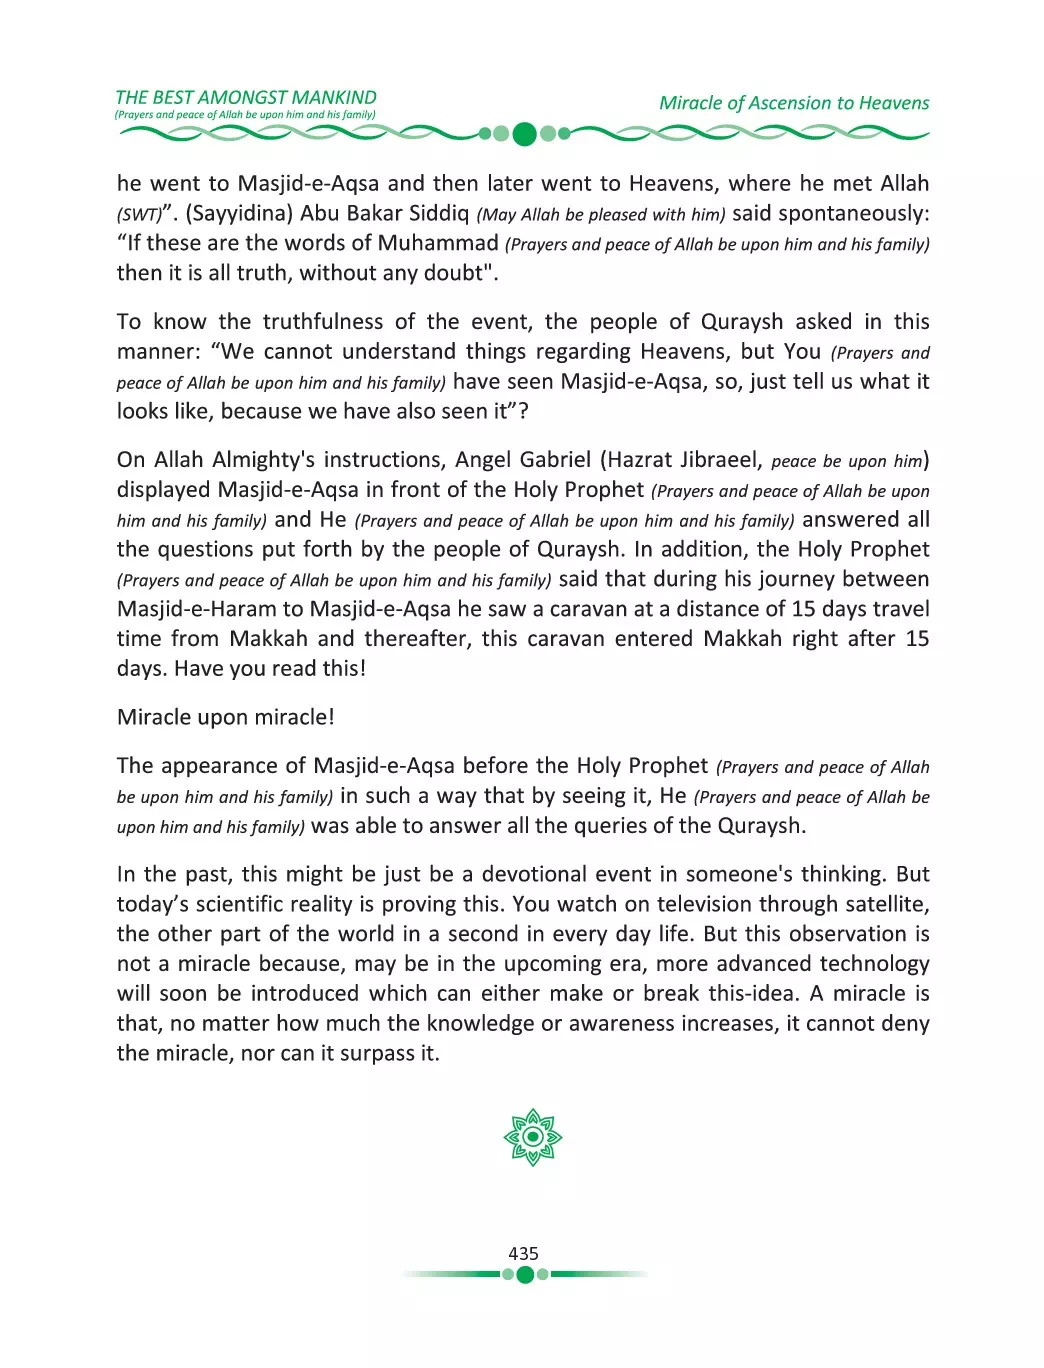 THE BEST AMONGST MANKIND
(Prayers and peace of Allah be upon him and his family)
Miracle of Ascension to Heavens
he went to Masjid-e-Aqsa and then later went to Heavens, where he met Allah
(SWT)”. (Sayyidina) Abu Bakar Siddiq (May Allah be pleased with him) said spontaneously:
“If these are the words of Muhammad (Prayers and peace of Allah be upon him and his family)
then it is all truth, without any doubt".
To know the truthfulness of the event, the people of Quraysh asked in this
manner: “We cannot understand things regarding Heavens, but You (Prayers and
peace of Allah be upon him and his family) have seen Masjid-e-Aqsa, so, just tell us what it
looks like, because we have also seen it”?
On Allah Almighty's instructions, Angel Gabriel (Hazrat Jibraeel, peace be upon him)
displayed Masjid-e-Aqsa in front of the Holy Prophet (Prayers and peace of Allah be upon
him and his family) and He (Prayers and peace of Allah be upon him and his family) answered all
the questions put forth by the people of Quraysh. In addition, the Holy Prophet
(Prayers and peace of Allah be upon him and his family) said that during his journey between
Masjid-e-Haram to Masjid-e-Aqsa he saw a caravan at a distance of 15 days travel
time from Makkah and thereafter, this caravan entered Makkah right after 15
days. Have you read this!
Miracle upon miracle!
The appearance of Masjid-e-Aqsa before the Holy Prophet (Prayers and peace of Allah
be upon him and his family) in such a way that by seeing it, He (Prayers and peace of Allah be
upon him and his family) was able to answer all the queries of the Quraysh.
In the past, this might be just be a devotional event in someone's thinking. But
today’s scientific reality is proving this. You watch on television through satellite,
the other part of the world in a second in every day life. But this observation is
not a miracle because, may be in the upcoming era, more advanced technology
will soon be introduced which can either make or break this-idea. A miracle is
that, no matter how much the knowledge or awareness increases, it cannot deny
the miracle, nor can it surpass it.
435